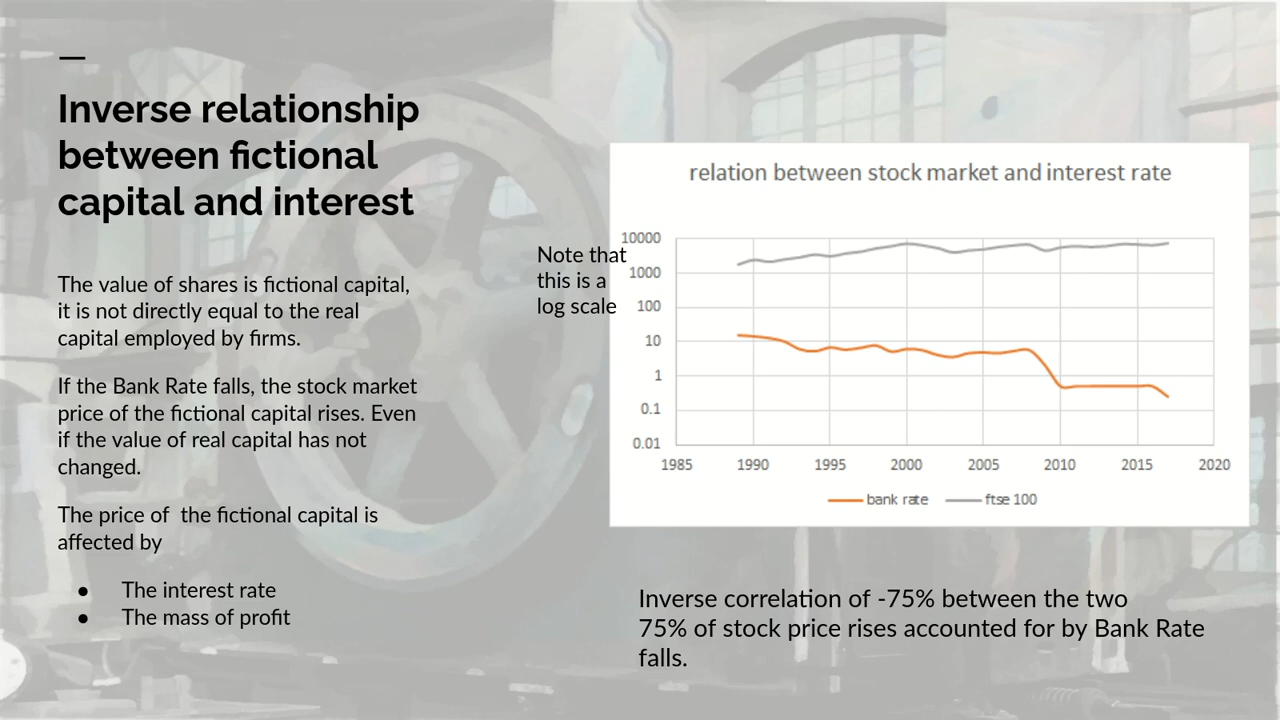 Inverse relationship
between fictional
capital and interest
The value of shares is fictional capital,
it is not directly equal to the real
capital employed by firms.
If the Bank Rate falls, the stock market
price of the fictional capital rises. Even
if the value of real capital has not
changed.
The price of  the fictional capital is
affected by
● The interest rate
● The mass of profit
Note that
this is a
log scale
relation between stock market and interest rate
10000
1000
100
10
1
0.1
0.01
1985 1990 1995 2000 2005 2010 2015 2020
bank rate ftse 100
Inverse correlation of -75% between the two
75% of stock price rises accounted for by Bank Rate
falls.